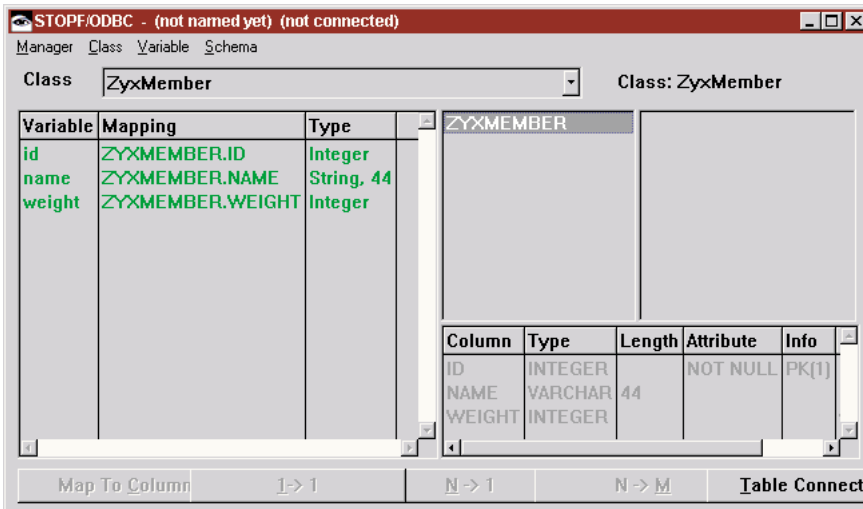 STOPF/ODBC - (not named yet) (not connected)
Manager Class Variable Schema
Class ZyxMember Class: ZyxMember
Variable Mapping Type
id ZYXMEMBER.ID Integer
name ZYXMEMBER.NAME String, 44
weight ZYXMEMBER.WEIGHT Integer
ZYXMEMBER
Column Type Length Attribute Info
ID INTEGER NOT NULL PK(1)
NAME VARCHAR 44
WEIGHT INTEGER
Map To Column 1-> 1 N -> 1 N -> M Table Connect